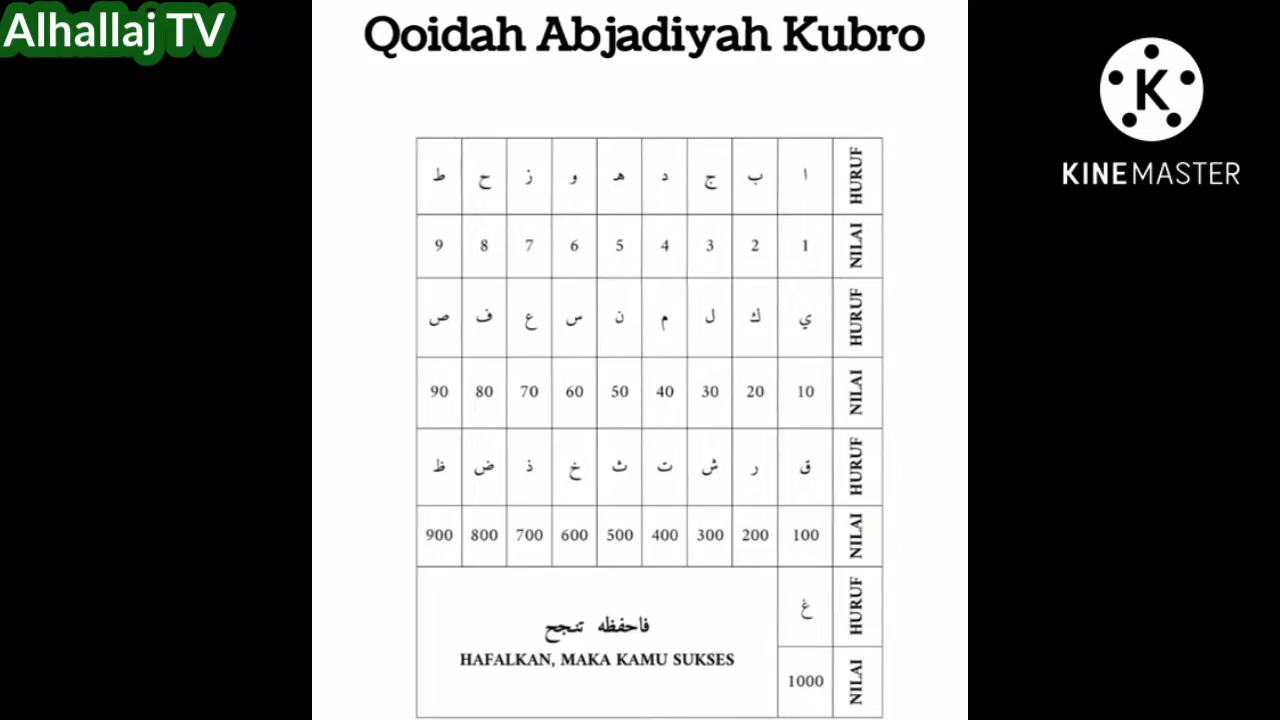 Alhallaj TV
Qoidah Abjadiyah Kubro
KINEMASTER
HURUF ا ب ج د هـ و ز ح ط
NILAI 1 2 3 4 5 6 7 8 9
HURUF ي ك ل م ن س ع ف ص
NILAI 10 20 30 40 50 60 70 80 90
HURUF ق ر ش ت ث خ ذ ض ظ
NILAI 100 200 300 400 500 600 700 800 900
HURUF غ
فاحفظه تنجح
HAFALKAN, MAKA KAMU SUKSES
NILAI 1000